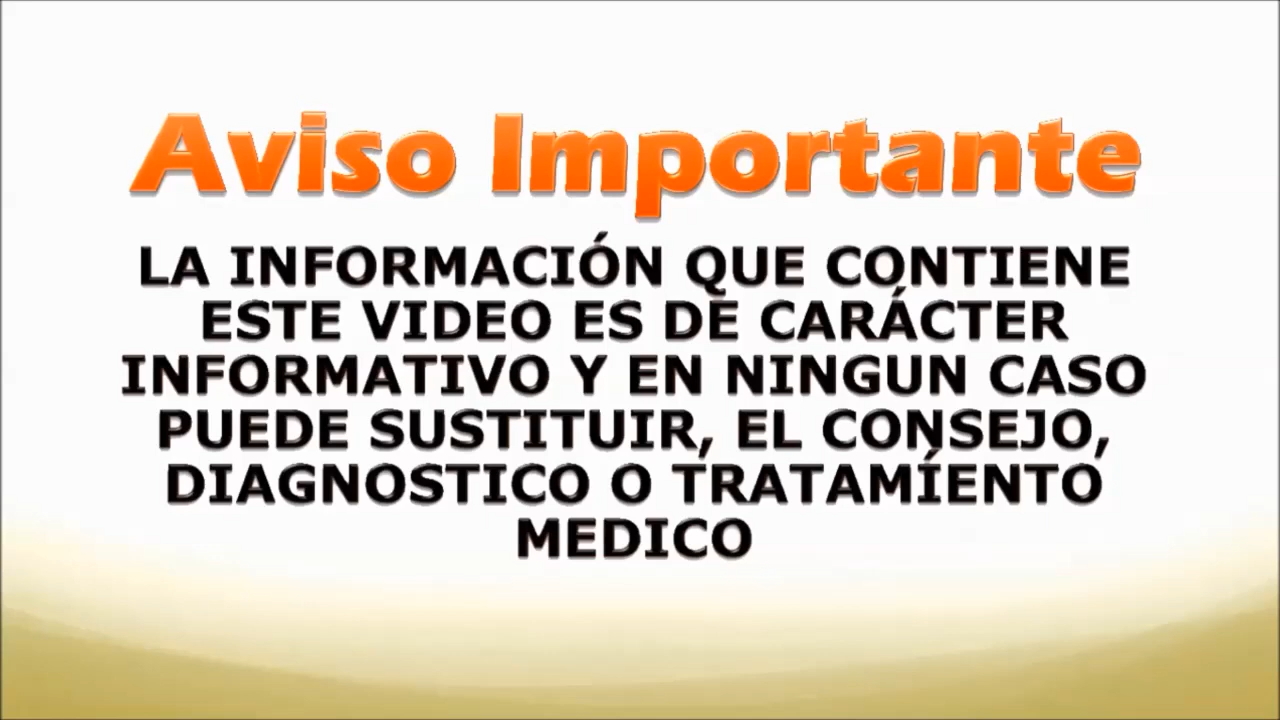 Aviso Importante
LA INFORMACIÓN QUE CONTIENE
ESTE VIDEO ES DE CARÁCTER
INFORMATIVO Y EN NINGUN CASO
PUEDE SUSTITUIR, EL CONSEJO,
DIAGNOSTICO O TRATAMÍENTO
MEDICO